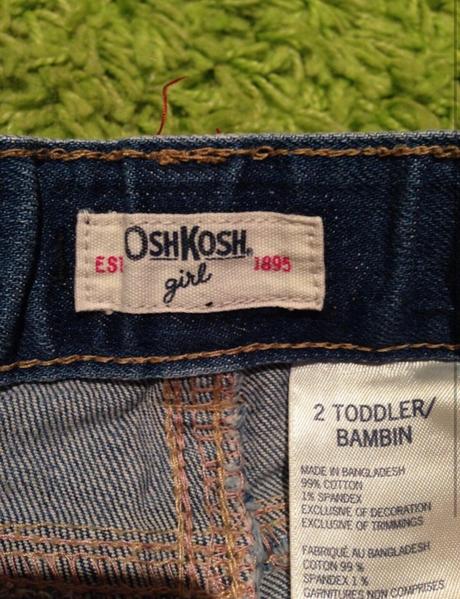 OSHKOSH®
EST 1895
girl
2 TODDLER/
BAMBIN
MADE IN BANGLADESH
99% COTTON
1% SPANDEX
EXCLUSIVE OF DECORATION
EXCLUSIVE OF TRIMMINGS
FABRIQUÉ AU BANGLADESH
COTON 99 %
SPANDEX 1 %
GARNITURES NON COMPRISES